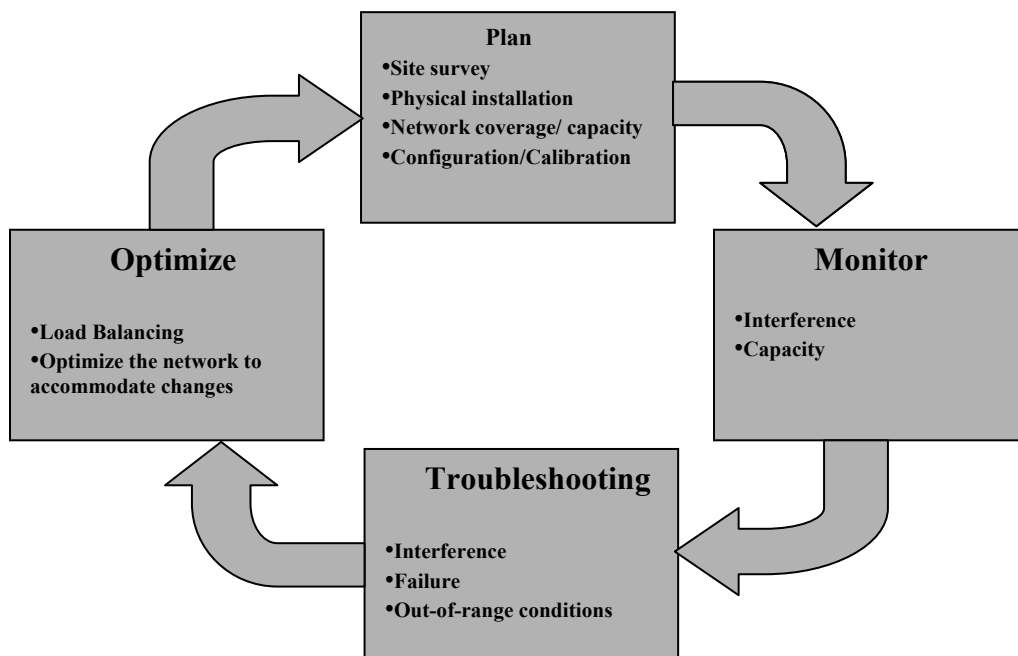 Plan
•Site survey
•Physical installation
•Network coverage/ capacity
•Configuration/Calibration
Optimize
•Load Balancing
•Optimize the network to
accommodate changes
Monitor
•Interference
•Capacity
Troubleshooting
•Interference
•Failure
•Out-of-range conditions